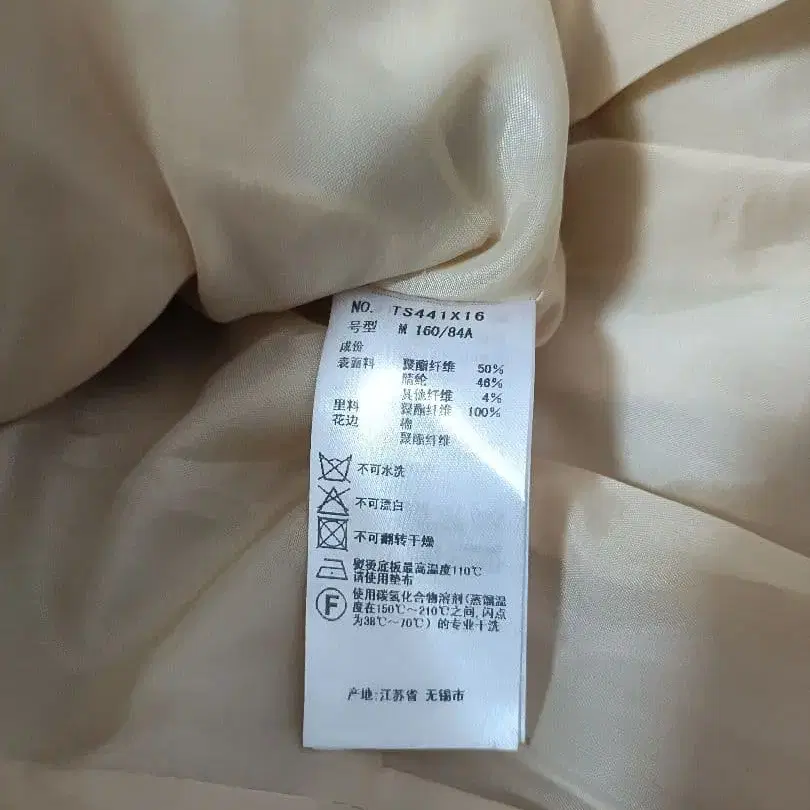 NO. TS441X16
号型 M 160/84A
成份
表面料 聚酯纤维 50%
腈纶 46%
其他纤维 4%
里料 聚酯纤维 100%
花边 棉
聚酯纤维
不可水洗
不可漂白
不可翻转干燥
熨烫底板最高温度110℃
请使用垫布
F 使用碳氢化合物溶剂(蒸馏温
度在150℃～210℃之间,闪点
为38℃～70℃)的专业干洗
产地:江苏省 无锡市